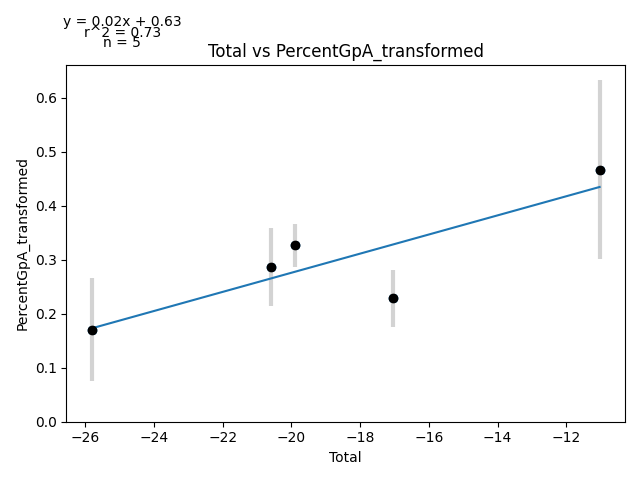 y = 0.02x + 0.63
r^2 = 0.73
n = 5
Total vs PercentGpA_transformed
PercentGpA_transformed
0.6
0.5
0.4
0.3
0.2
0.1
0.0
−26 −24 −22 −20 −18 −16 −14 −12
Total